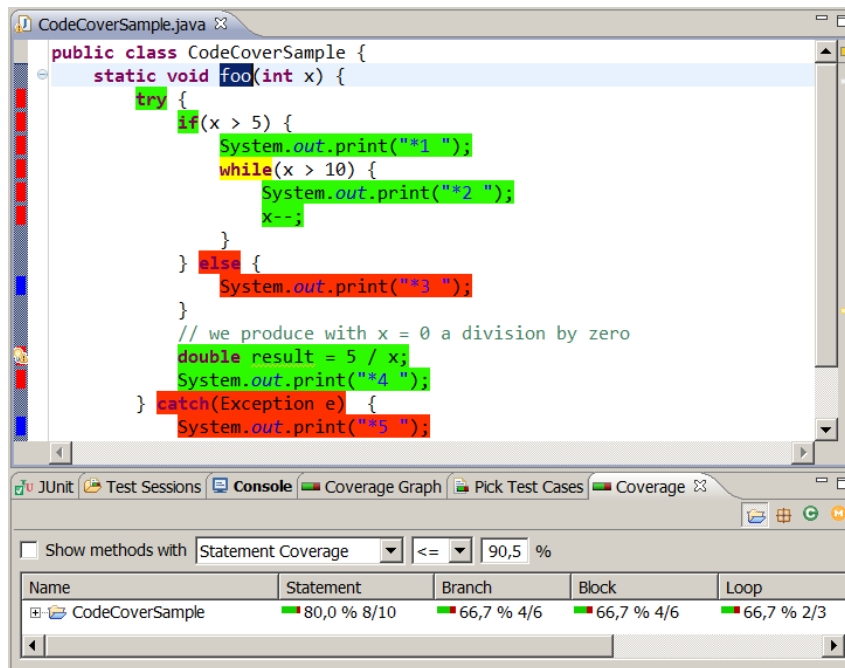 CodeCoverSample.java
public class CodeCoverSample {
static void foo(int x) {
try {
if(x > 5) {
System.out.print("*1 ");
while(x > 10) {
System.out.print("*2 ");
x--;
}
} else {
System.out.print("*3 ");
}
// we produce with x = 0 a division by zero
double result = 5 / x;
System.out.print("*4 ");
} catch(Exception e) {
System.out.print("*5 ");
JUnit Test Sessions Console Coverage Graph Pick Test Cases Coverage
Show methods with Statement Coverage <= 90,5 %
Name Statement Branch Block Loop
CodeCoverSample 80,0 % 8/10 66,7 % 4/6 66,7 % 4/6 66,7 % 2/3